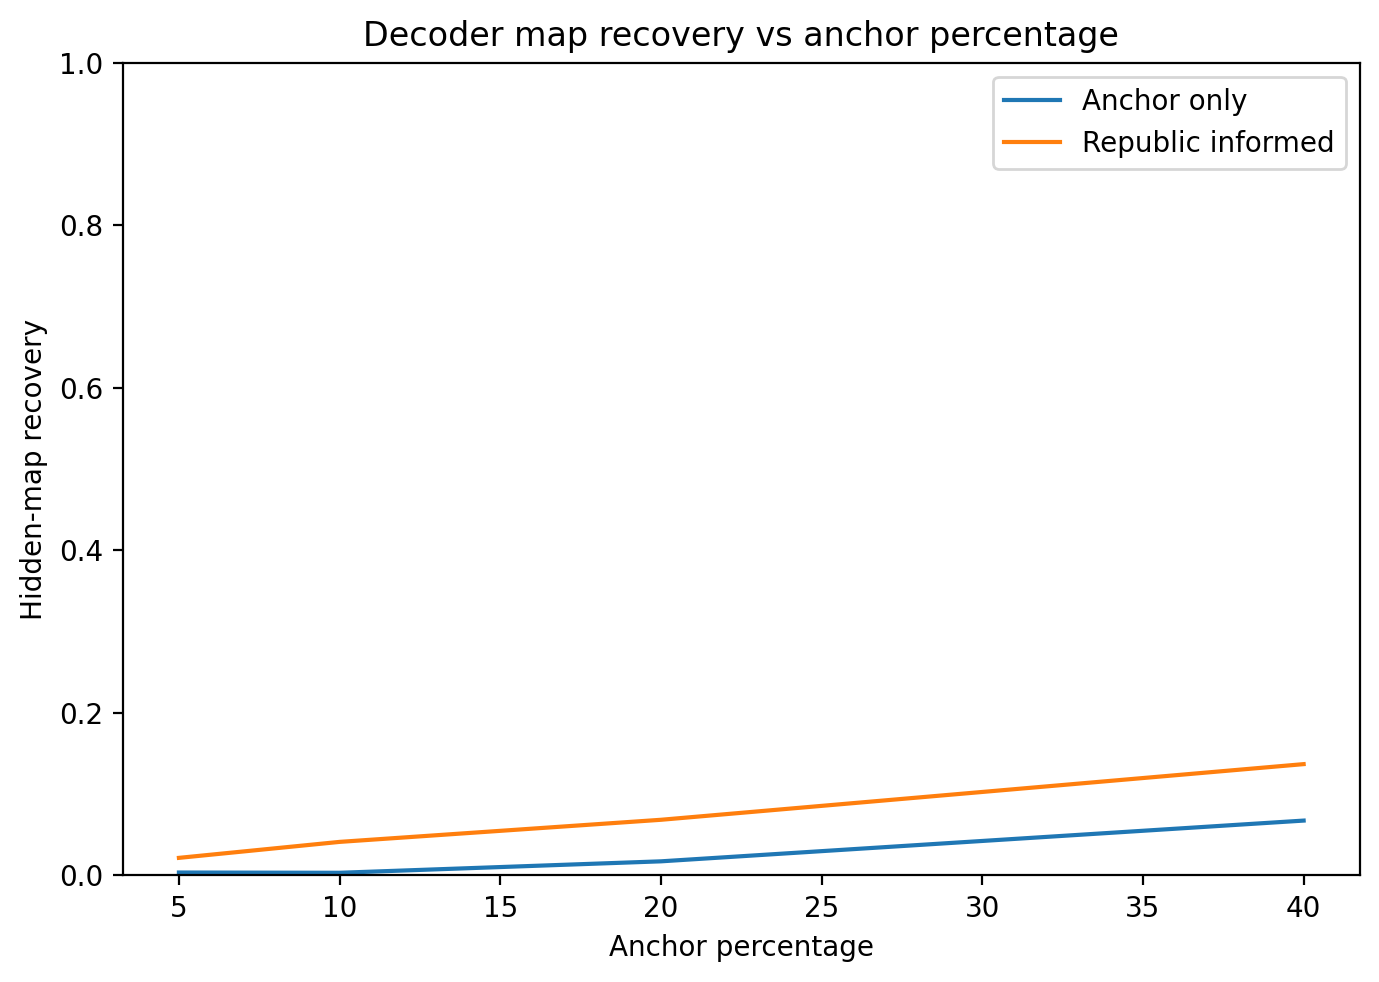 Decoder map recovery vs anchor percentage
1.0
0.8
0.6
0.4
0.2
0.0
Hidden-map recovery
Anchor only
Republic informed
5 10 15 20 25 30 35 40
Anchor percentage